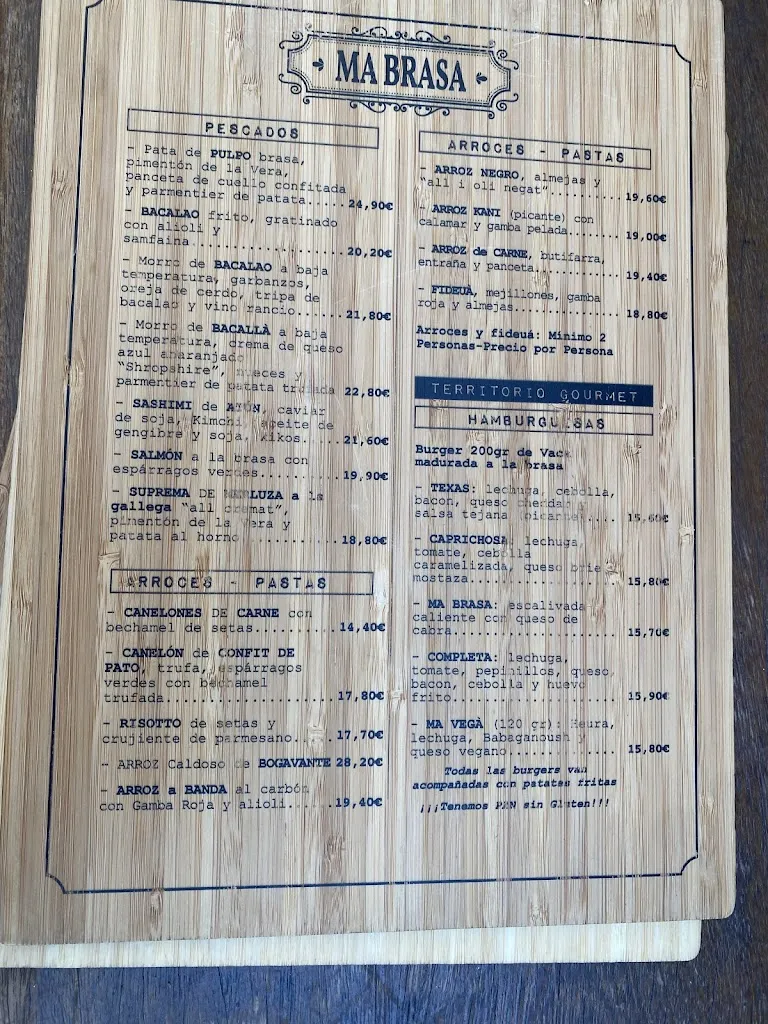 MA BRASA
PESCADOS
- Pata de PULPO brasa,
pimentón de la Vera,
panceta de cuello confitada
y parmentier de patata.....24,90€
- BACALAO frito, gratinado
con alioli y
samfaina......................20,20€
- Morro de BACALAO a baja
temperatura, garbanzos,
oreja de cerdo, tripa de
bacalao y vino rancio......21,80€
- Morro de BACALLÀ a baja
temperatura, crema de queso
azul anaranjado
"Shropshire", nueces y
parmentier de patata trufada 22,80€
- SASHIMI de ATÚN, caviar
de soja, Kimchi, aceite de
gengibre y soja, kikos.....21,60€
- SALMÓN a la brasa con
espárragos verdes..........19,90€
- SUPREMA DE MERLUZA a la
gallega "all cremat",
pimentón de la Vera y
patata al horno............18,80€
ARROCES - PASTAS
- CANELONES DE CARNE con
bechamel de setas..........14,40€
- CANELÓN de CONFIT DE
PATO, trufa, espárragos
verdes con bechamel
trufada.....................17,80€
- RISOTTO de setas y
crujiente de parmesano.....17,70€
- ARROZ Caldoso de BOGAVANTE 28,20€
- ARROZ a BANDA al carbón
con Gamba Roja y alioli......19,40€
ARROCES - PASTAS
- ARROZ NEGRO, almejas y
"all i oli negat"..........19,60€
- ARROZ KANI (picante) con
calamar y gamba pelada.......19,00€
- ARROZ de CARNE, butifarra,
entraña y panceta............19,40€
- FIDEUÀ, mejillones, gamba
roja y almejas...............18,80€
Arroces y fideuá: Mínimo 2
Personas-Precio por Persona
TERRITORIO GOURMET
HAMBURGUESAS
Burger 200gr de Vaca
madurada a la brasa
- TEXAS: lechuga, cebolla,
bacon, queso cheddar y
salsa tejana (picante).... 15,60€
- CAPRICHOSA: lechuga,
tomate, cebolla
caramelizada, queso brie y
mostaza.................... 15,80€
- MA BRASA: escalivada
caliente con queso de
cabra...................... 15,70€
- COMPLETA: lechuga,
tomate, pepinillos, queso,
bacon, cebolla y huevo
frito...................... 15,90€
- MA VEGÀ (120 gr): Heura,
lechuga, Babaganoush y
queso vegano............... 15,80€
Todas las burgers van
acompañadas con patatas fritas
¡¡¡Tenemos PAN sin Gluten!!!